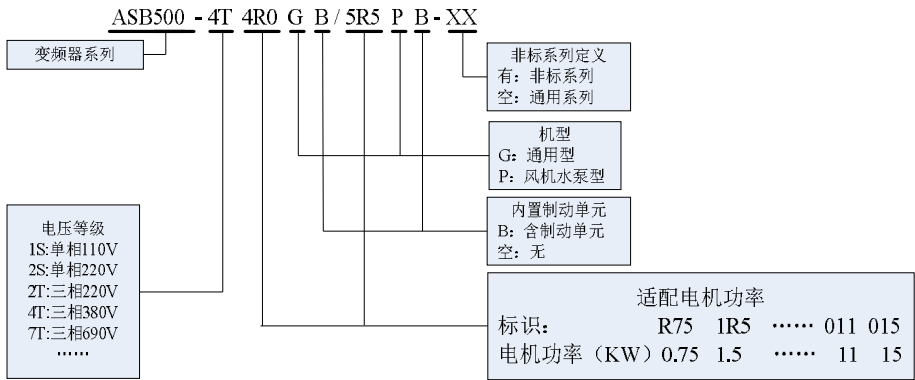 ASB500-4T 4R0 G B/5R5 P B-XX
变频器系列
非标系列定义
有：非标系列
空：通用系列
机型
G：通用型
P：风机水泵型
内置制动单元
B：含制动单元
空：无
电压等级
1S:单相110V
2S:单相220V
2T:三相220V
4T:三相380V
7T:三相690V
……
适配电机功率
标识： R75 1R5 …… 011 015
电机功率（KW）0.75 1.5 …… 11 15